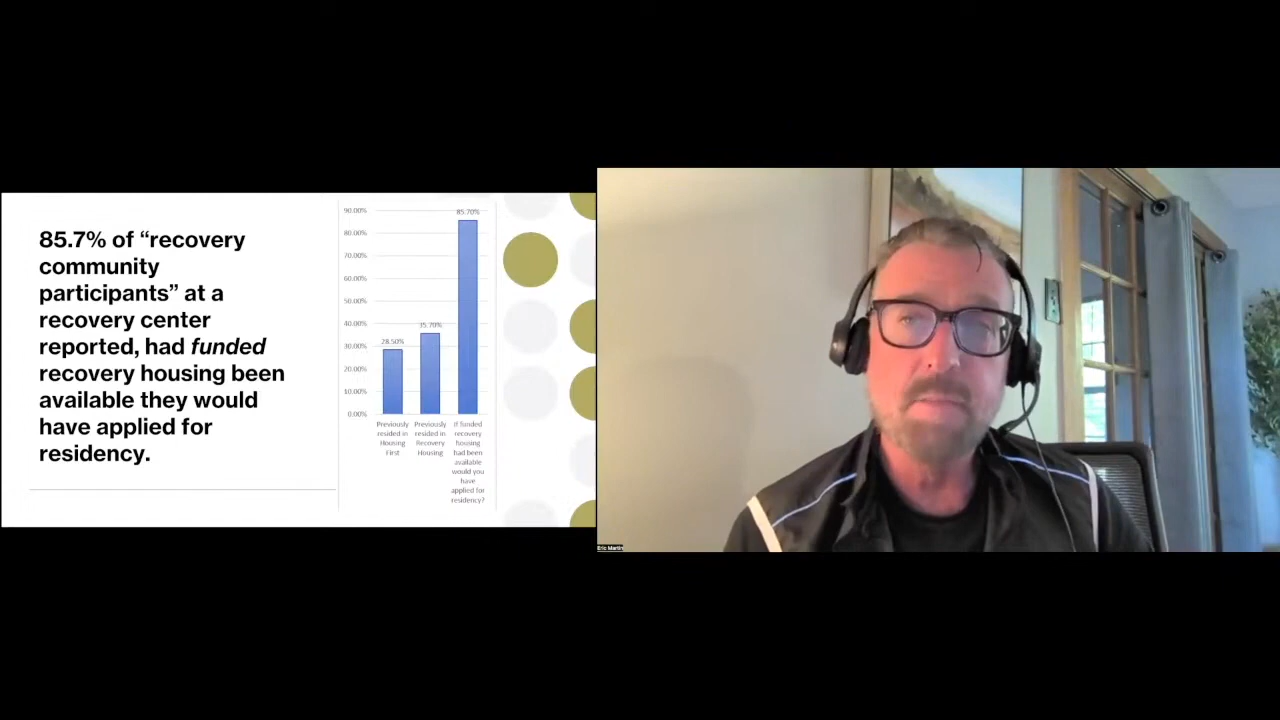 85.7% of “recovery
community
participants” at a
recovery center
reported, had funded
recovery housing been
available they would
have applied for
residency.
90.00%
80.00%
70.00%
60.00%
50.00%
40.00%
30.00%
20.00%
10.00%
0.00%
28.50%
35.70%
85.70%
Previously
resided in
Housing
First
Previously
resided in
Recovery
Housing
If funded
recovery
housing
had been
available
would you
have
applied for
residency?
Eric Martin